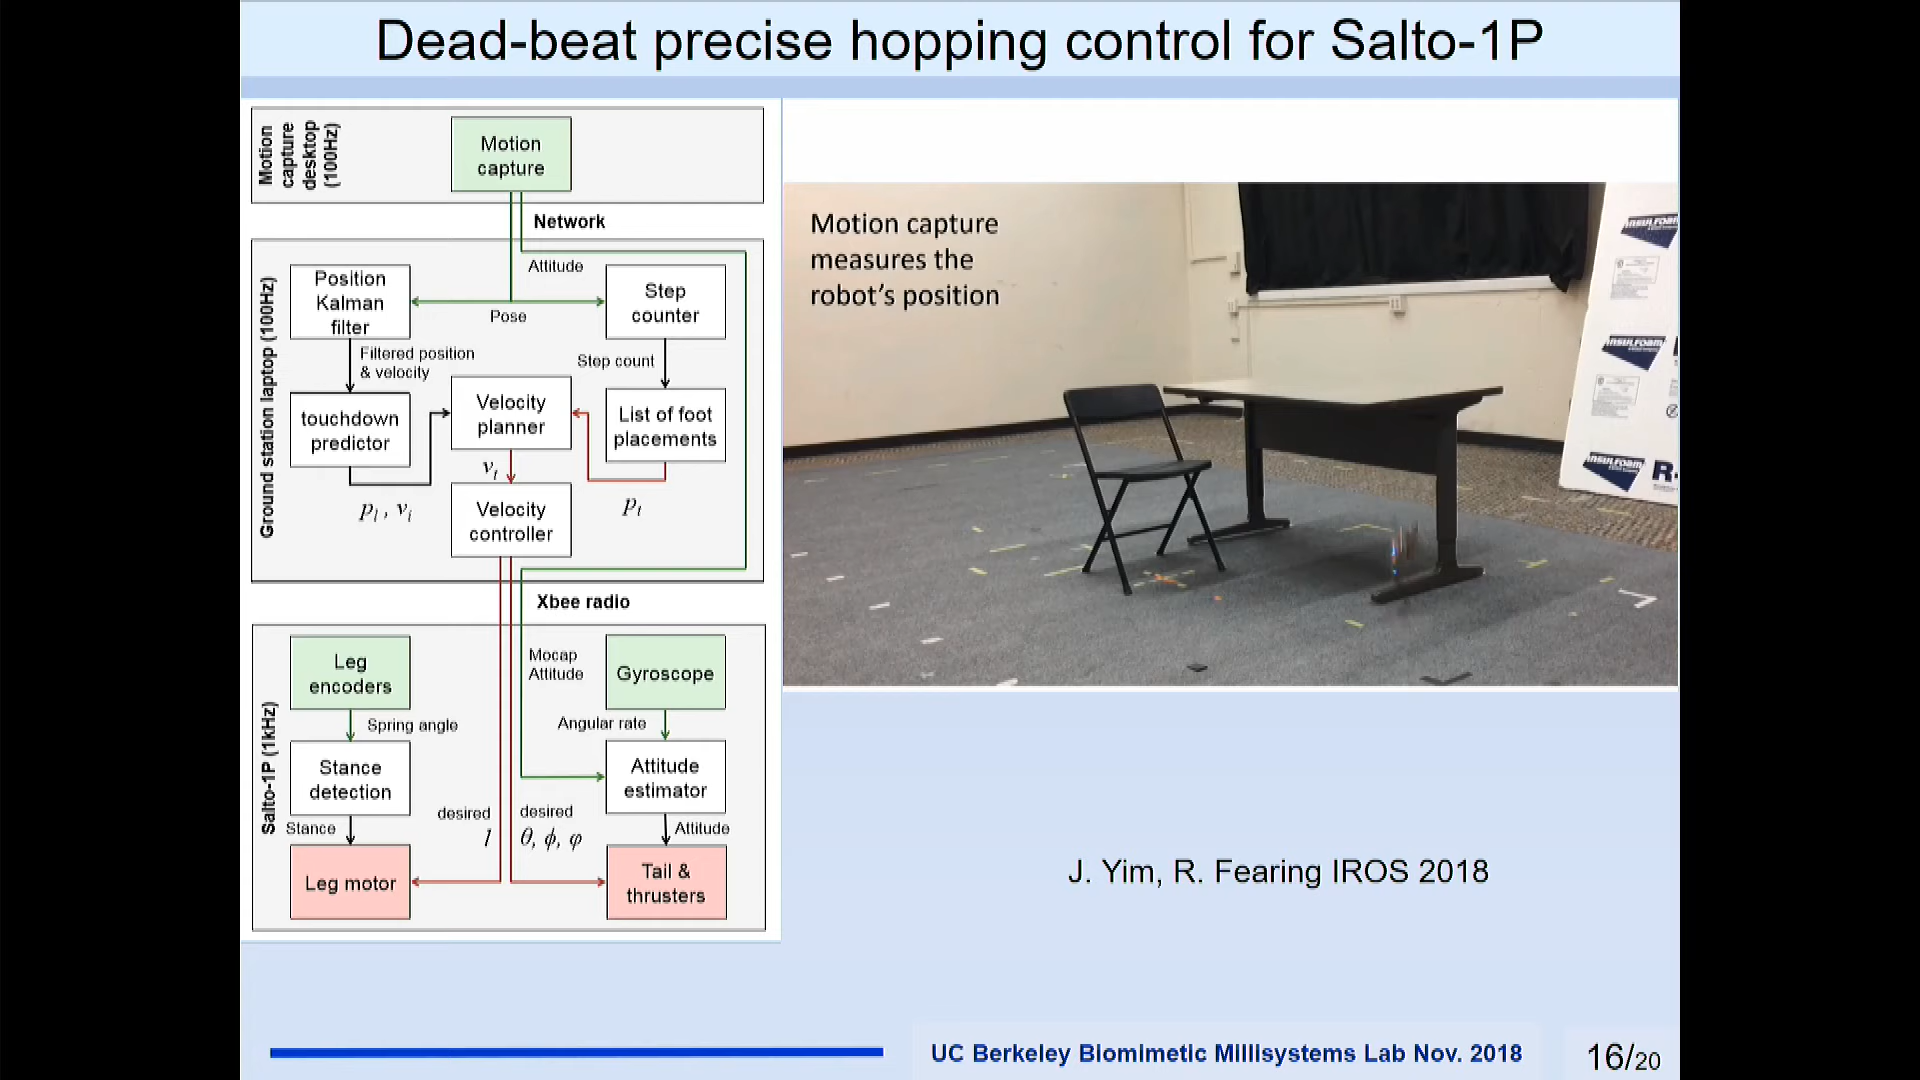 Dead-beat precise hopping control for Salto-1P
Motion
capture
desktop
(100Hz)
Motion
capture
Network
Ground station laptop (100Hz)
Attitude
Position
Kalman
filter
Pose
Step
counter
Filtered position
& velocity
Step count
touchdown
predictor
Velocity
planner
List of foot
placements
v_t
p_l , v_i
p_t
Velocity
controller
Xbee radio
Salto-1P (1kHz)
Leg
encoders
Mocap
Attitude
Gyroscope
Spring angle
Angular rate
Stance
detection
Attitude
estimator
Stance
desired
l
desired
θ, ϕ, φ
Attitude
Leg motor
Tail &
thrusters
Motion capture
measures the
robot's position
INSULFOAM
INSULFOAM
INSULFOAM
R-
J. Yim, R. Fearing IROS 2018
UC Berkeley Biomimetic Millisystems Lab Nov. 2018
16/20